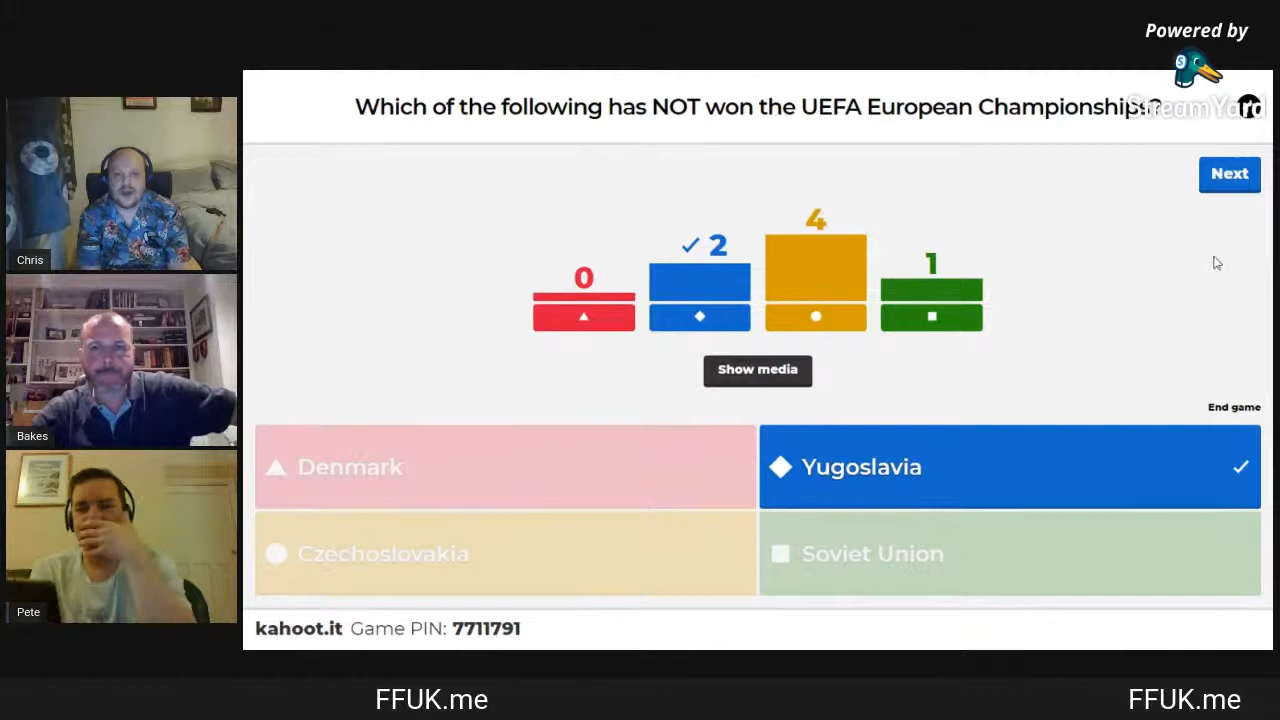 Powered by
StreamYard
Which of the following has NOT won the UEFA European Championships?
Next
0
2
4
1
Show media
End game
Denmark
Yugoslavia
Czechoslovakia
Soviet Union
kahoot.it Game PIN: 7711791
Chris
Bakes
Pete
FFUK.me
FFUK.me